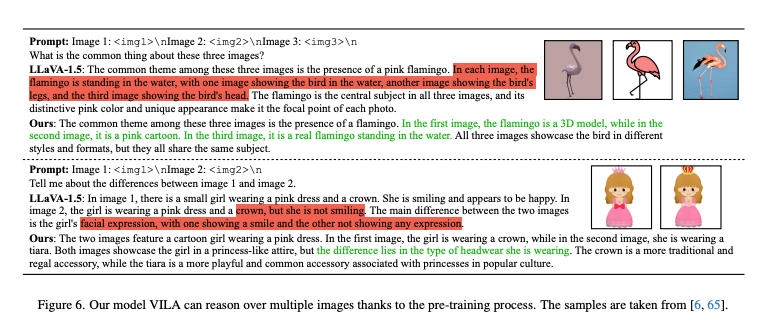 Prompt: Image 1: <img1>\nImage 2: <img2>\nImage 3: <img3>\n
What is the common thing about these three images?
LLaVA-1.5: The common theme among these three images is the presence of a pink flamingo. In each image, the
flamingo is standing in the water, with one image showing the bird in the water, another image showing the bird's
legs, and the third image showing the bird's head. The flamingo is the central subject in all three images, and its
distinctive pink color and unique appearance make it the focal point of each photo.
Ours: The common theme among these three images is the presence of a flamingo. In the first image, the flamingo is a 3D model, while in the
second image, it is a pink cartoon. In the third image, it is a real flamingo standing in the water. All three images showcase the bird in different
styles and formats, but they all share the same subject.
Prompt: Image 1: <img1>\nImage 2: <img2>\n
Tell me about the differences between image 1 and image 2.
LLaVA-1.5: In image 1, there is a small girl wearing a pink dress and a crown. She is smiling and appears to be happy. In
image 2, the girl is wearing a pink dress and a crown, but she is not smiling. The main difference between the two images
is the girl's facial expression, with one showing a smile and the other not showing any expression.
Ours: The two images feature a cartoon girl wearing a pink dress. In the first image, the girl is wearing a crown, while in the second image, she is wearing a
tiara. Both images showcase the girl in a princess-like attire, but the difference lies in the type of headwear she is wearing. The crown is a more traditional and
regal accessory, while the tiara is a more playful and common accessory associated with princesses in popular culture.
Figure 6. Our model VILA can reason over multiple images thanks to the pre-training process. The samples are taken from [6, 65].